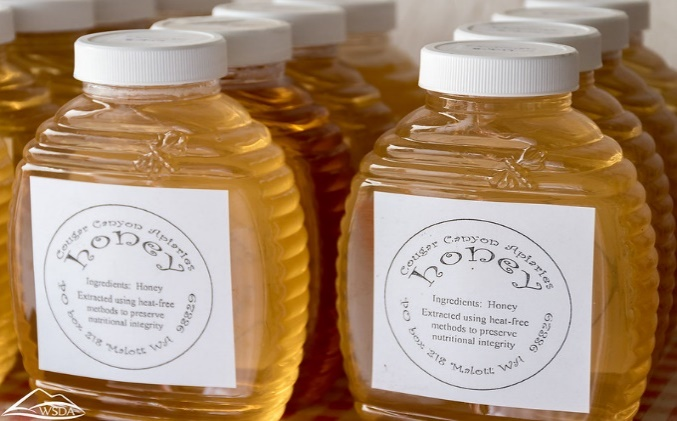 Cougar Canyon Apiaries
honey
Ingredients: Honey
Extracted using heat-free
methods to preserve
nutritional integrity
PO box 218 Malott WA 98829
Cougar Canyon Apiaries
honey
Ingredients: Honey
Extracted using heat-free
methods to preserve
nutritional integrity
PO box 218 Malott WA 98829
WSDA